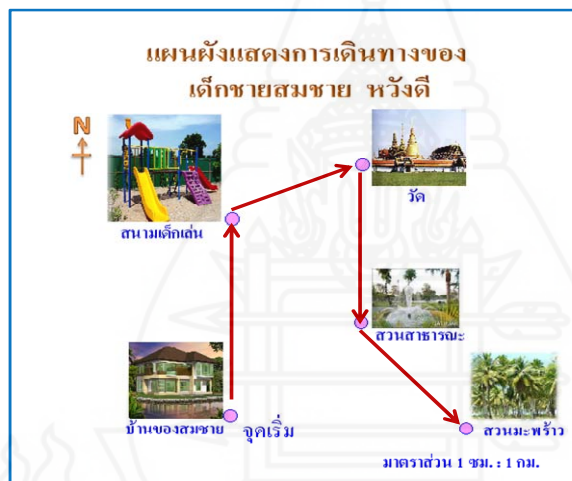 แผนผังแสดงการเดินทางของ
เด็กชายสมชาย หวังดี
N
สนามเด็กเล่น
วัด
สวนสาธารณะ
บ้านของสมชาย
จุดเริ่ม
สวนมะพร้าว
มาตราส่วน 1 ซม. : 1 กม.